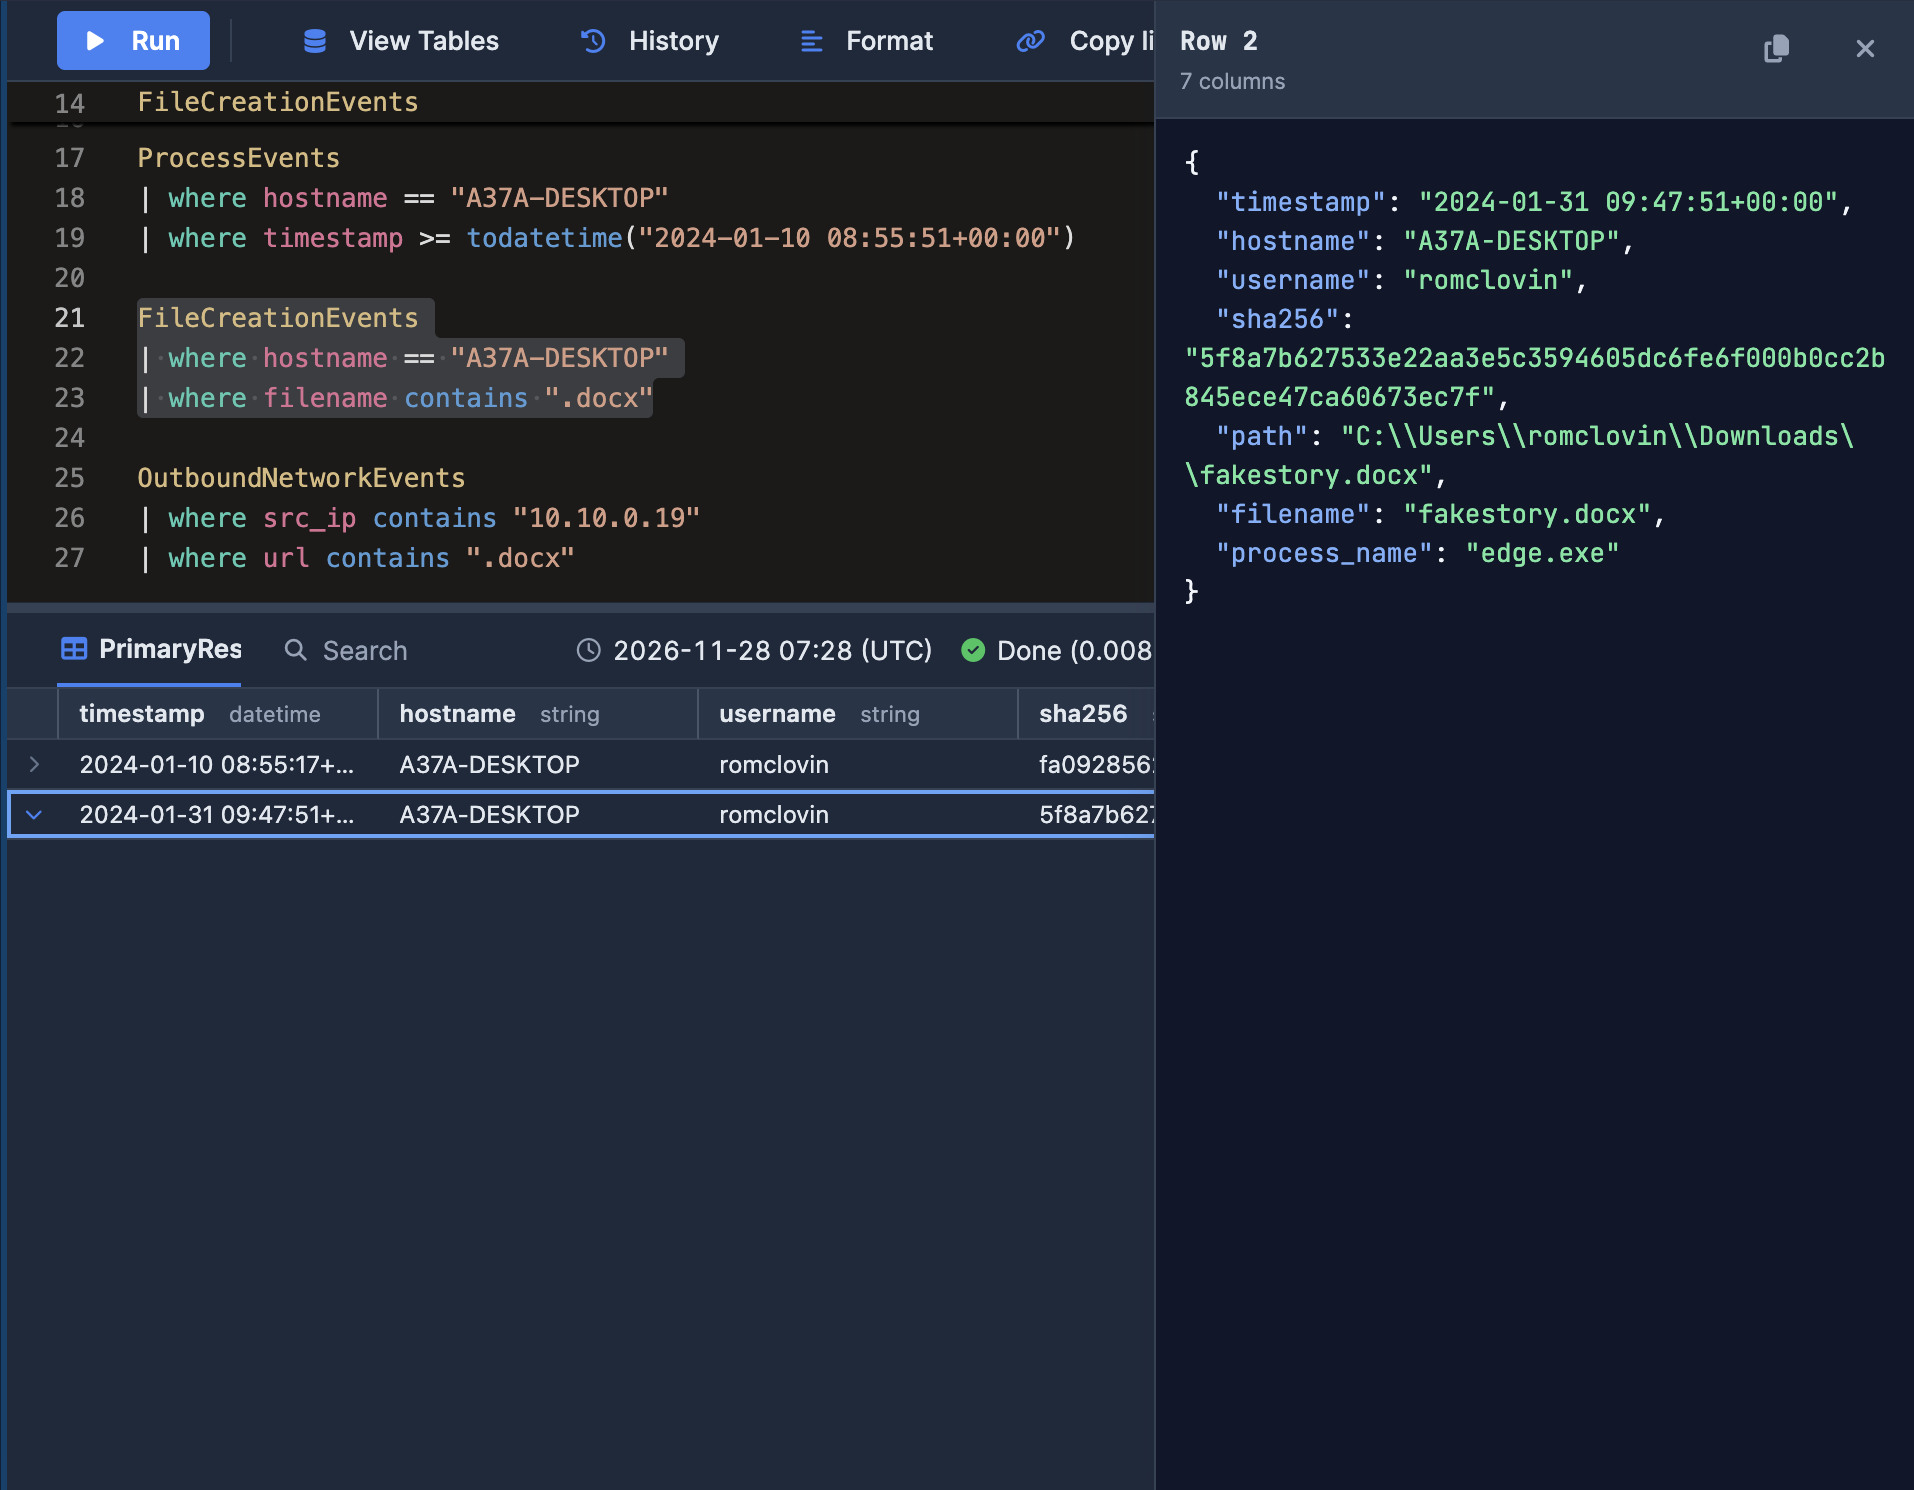 Run View Tables History Format Copy li
14 FileCreationEvents
17 ProcessEvents
18 | where hostname == "A37A-DESKTOP"
19 | where timestamp >= todatetime("2024-01-10 08:55:51+00:00")
20
21 FileCreationEvents
22 | where hostname == "A37A-DESKTOP"
23 | where filename contains ".docx"
24
25 OutboundNetworkEvents
26 | where src_ip contains "10.10.0.19"
27 | where url contains ".docx"
PrimaryRes Search 2026-11-28 07:28 (UTC) Done (0.008
timestamp datetime hostname string username string sha256
2024-01-10 08:55:17+... A37A-DESKTOP romclovin fa092856
2024-01-31 09:47:51+... A37A-DESKTOP romclovin 5f8a7b627
Row 2
7 columns
{
"timestamp": "2024-01-31 09:47:51+00:00",
"hostname": "A37A-DESKTOP",
"username": "romclovin",
"sha256":
"5f8a7b627533e22aa3e5c3594605dc6fe6f000b0cc2b
845ece47ca60673ec7f",
"path": "C:\\Users\\romclovin\\Downloads\
\fakestory.docx",
"filename": "fakestory.docx",
"process_name": "edge.exe"
}